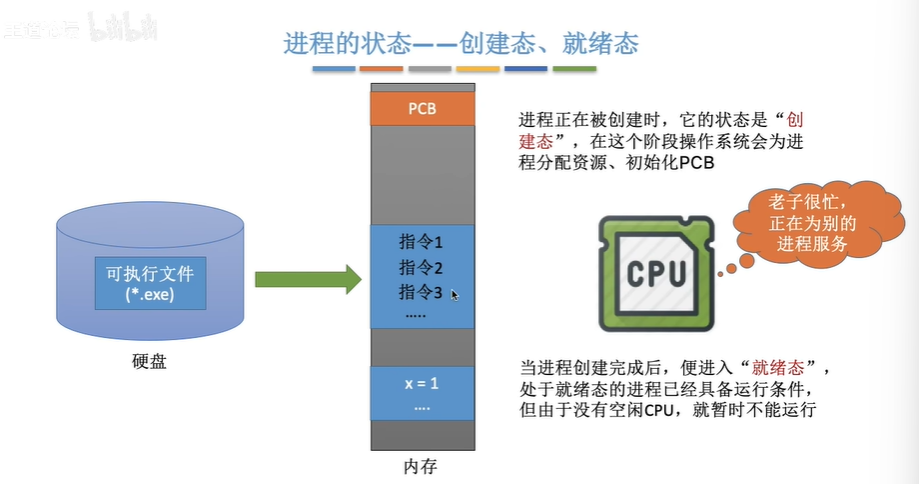 bilibili
进程的状态——创建态、就绪态
PCB
进程正在被创建时，它的状态是“创
建态”，在这个阶段操作系统会为进
程分配资源、初始化PCB
老子很忙，
正在为别的
进程服务
可执行文件
(*.exe)
硬盘
指令1
指令2
指令3
…..
CPU
x = 1
….
内存
当进程创建完成后，便进入“就绪态”，
处于就绪态的进程已经具备运行条件，
但由于没有空闲CPU，就暂时不能运行